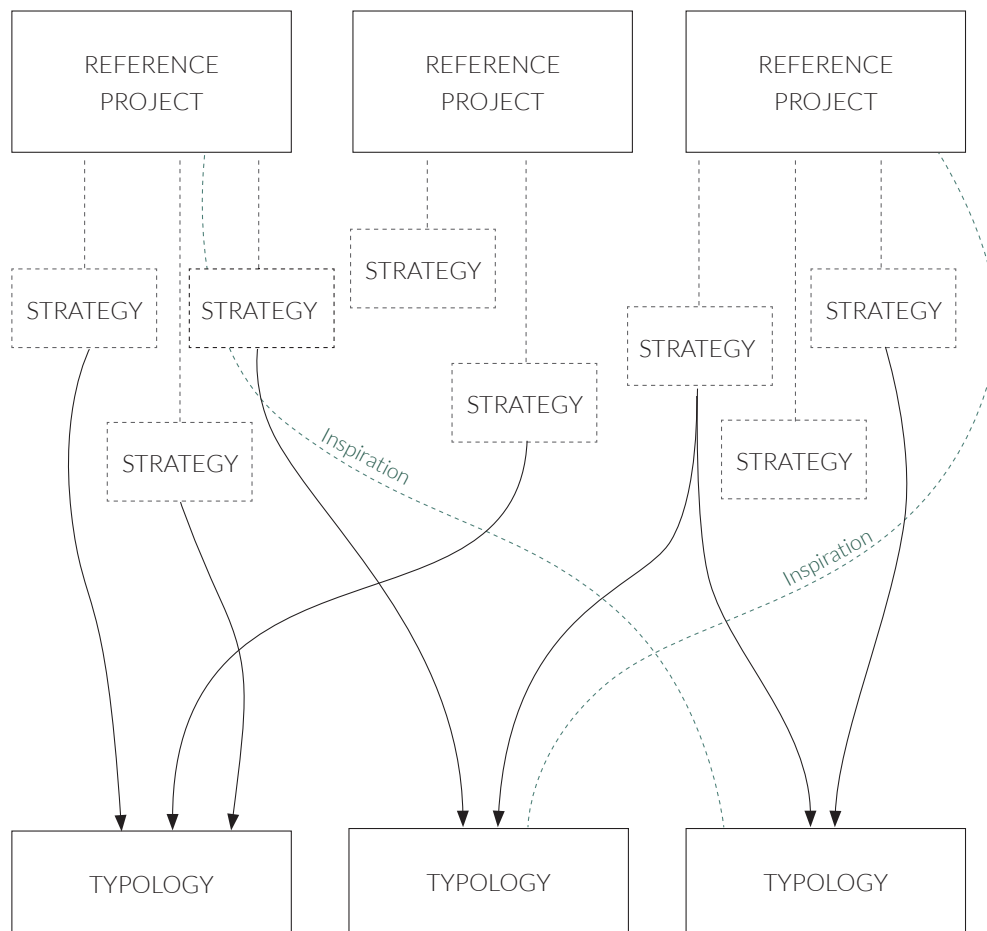 REFERENCE
PROJECT
REFERENCE
PROJECT
REFERENCE
PROJECT
STRATEGY
STRATEGY
STRATEGY
STRATEGY
STRATEGY
STRATEGY
STRATEGY
STRATEGY
Inspiration
Inspiration
TYPOLOGY
TYPOLOGY
TYPOLOGY